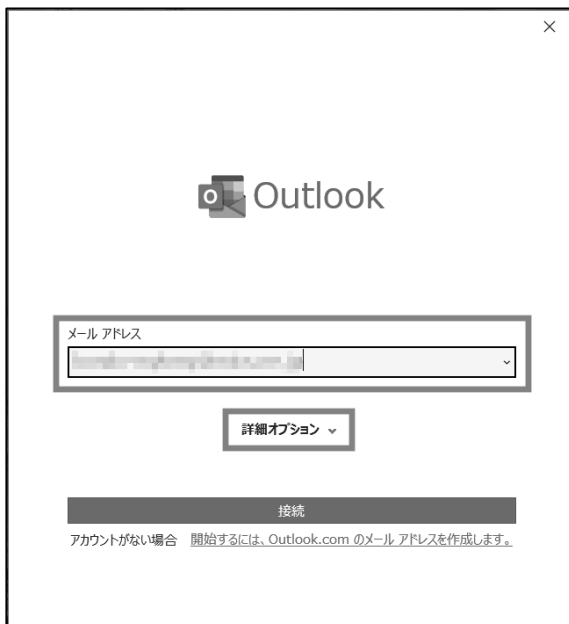 Outlook
メール アドレス
詳細オプション
接続
アカウントがない場合 開始するには、Outlook.com のメール アドレスを作成します。